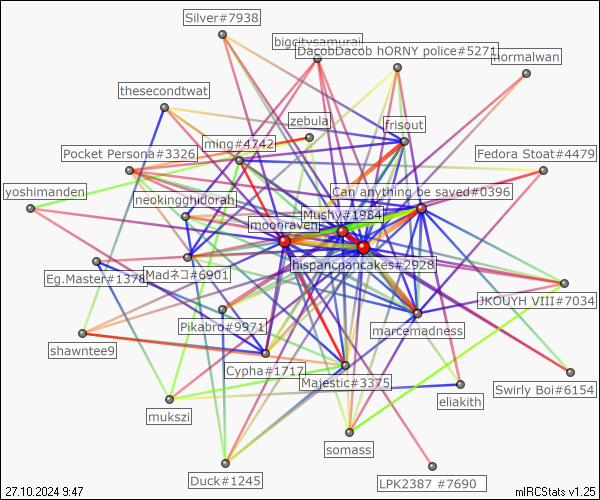 Silver#7938
bigcitysamurai
DacobDacob hORNY police#5271
normalwan
thesecondtwat
zebula
frisout
ming#4742
Pocket Persona#3326
Fedora Stoat#4479
yoshimanden
neokingghidorah
Can anything be saved#0396
Mushy#1984
moonraven
Eg.Master#1378
Madネコ#6901
hispancpancakes#2928
JKOUYH VIII#7034
Pikabro#9971
marcemadness
shawntee9
Cypha#1717
Majestic#3375
Swirly Boi#6154
mukszi
eliakith
somass
Duck#1245
LPK2387 #7690
27.10.2024 9:47
mIRCStats v1.25